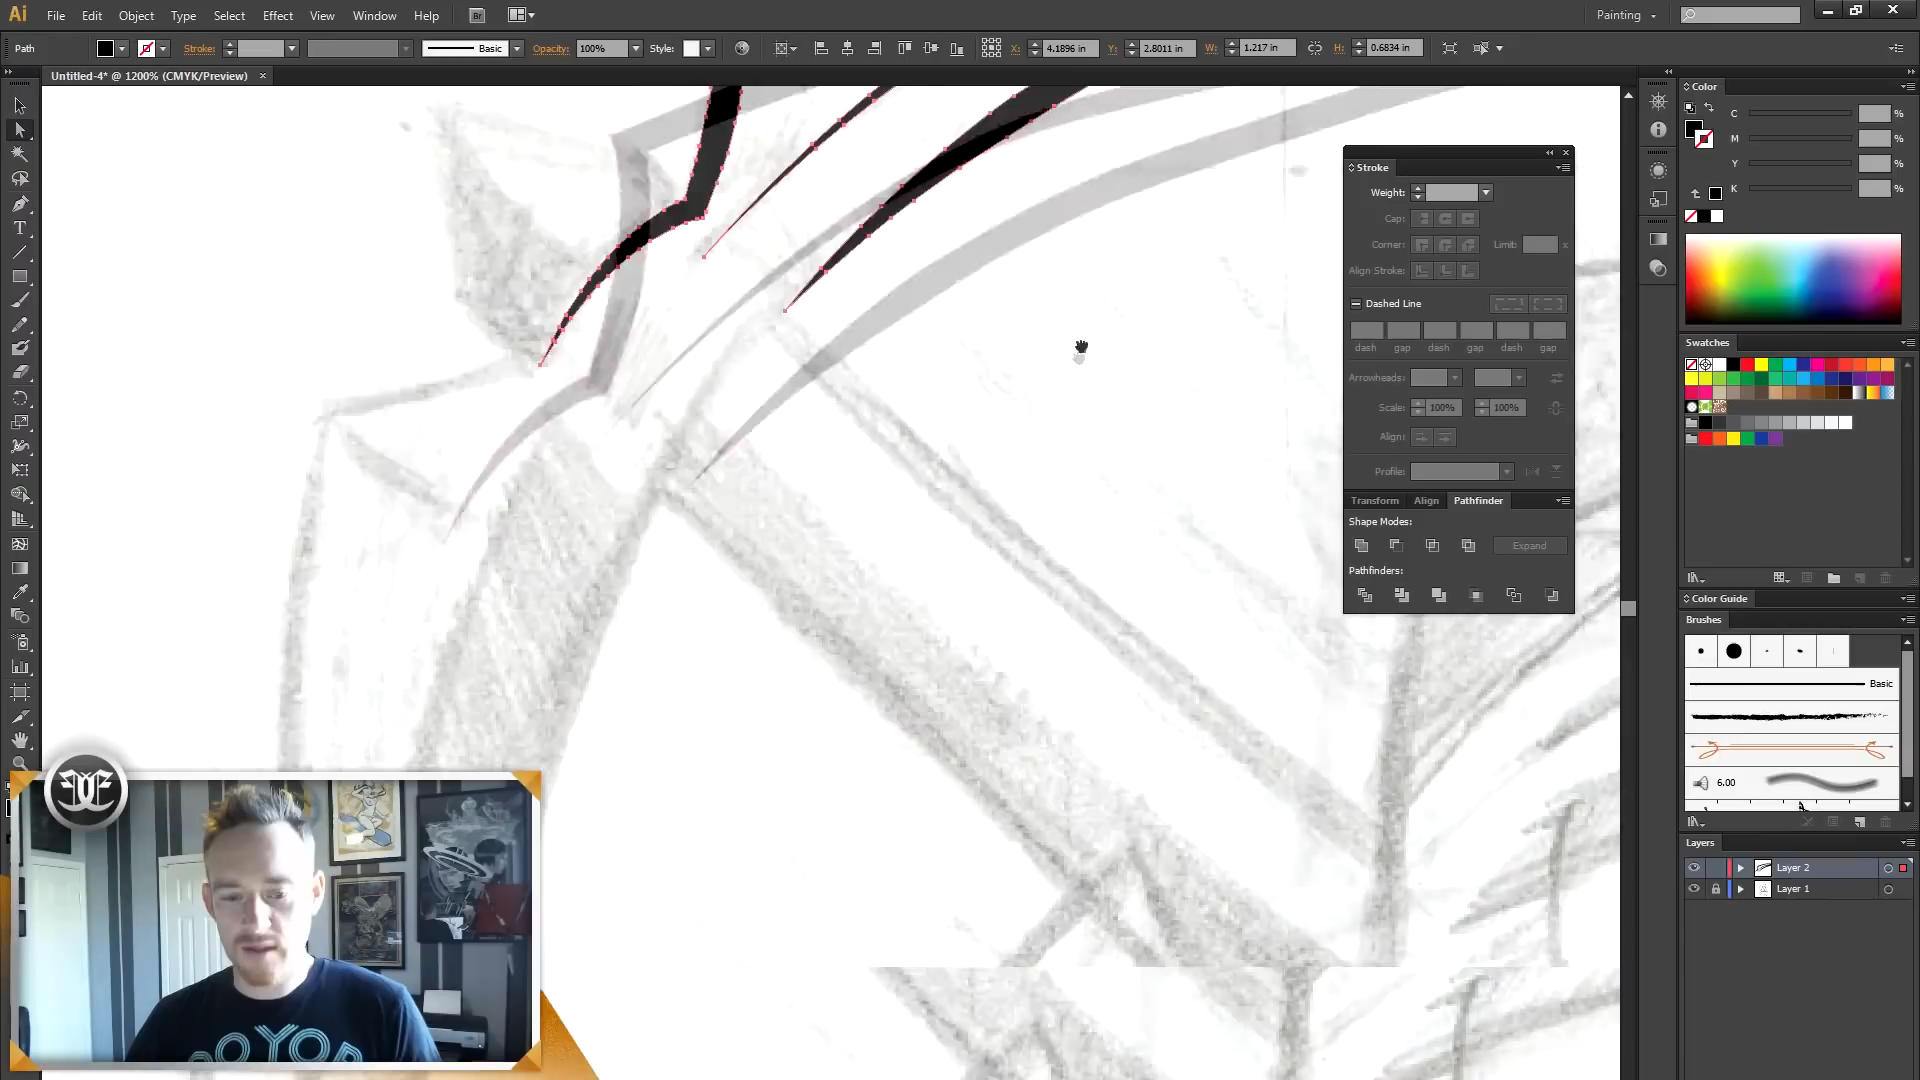 Ai File Edit Object Type Select Effect View Window Help Br Painting
Path Stroke: Basic Opacity: 100% Style: X: 4.1896 in Y: 2.8011 in W: 1.217 in H: 0.6834 in
Untitled-4* @ 1200% (CMYK/Preview)
Color
C %
M %
Y %
K %
Stroke
Weight:
Cap:
Corner: Limit: x
Align Stroke:
Dashed Line
dash gap dash gap dash gap
Arrowheads:
Scale: 100% 100%
Align:
Profile:
Transform Align Pathfinder
Shape Modes:
Expand
Pathfinders:
Swatches
Color Guide
Brushes
Basic
6.00
Layers
Layer 2
Layer 1